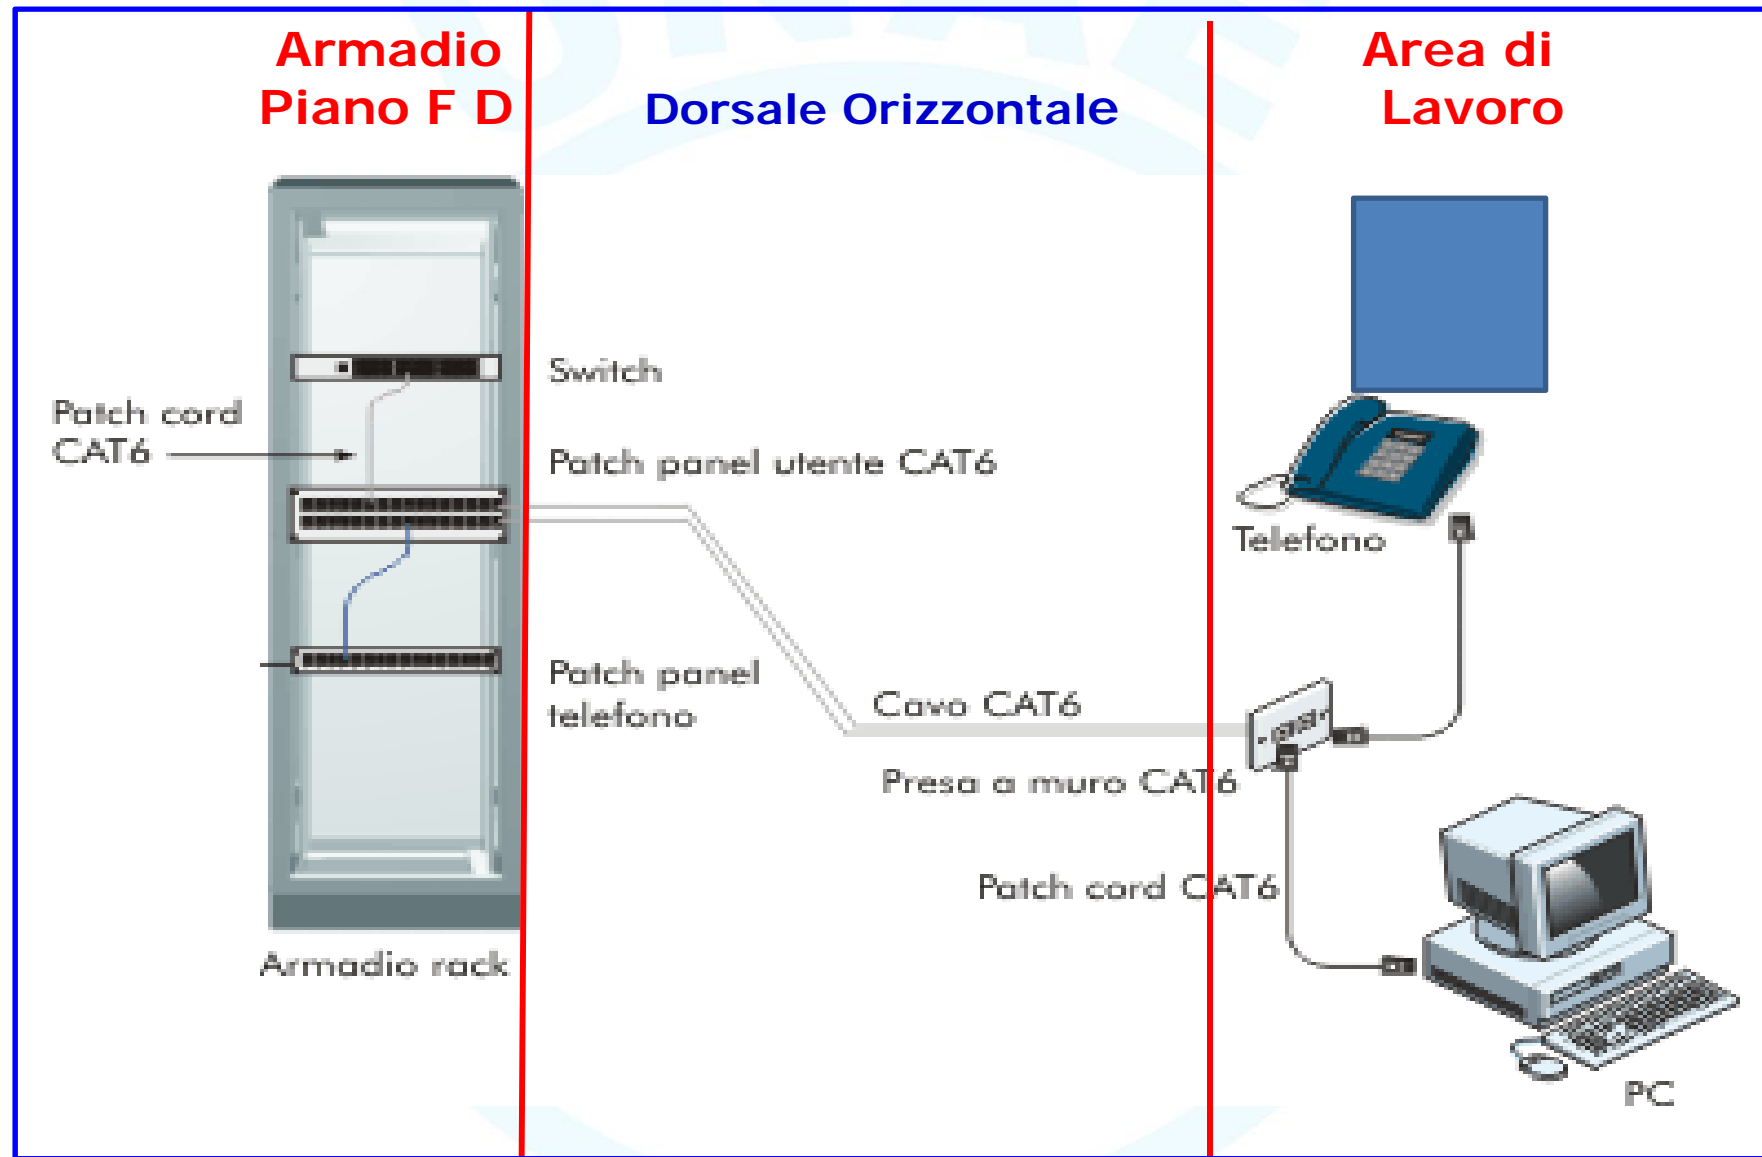 Armadio
Piano F D
Dorsale Orizzontale
Area di
Lavoro
Switch
Patch cord
CAT6
Patch panel utente CAT6
Telefono
Patch panel
telefono
Cavo CAT6
Presa a muro CAT6
Patch cord CAT6
Armadio rack
PC
UNAE